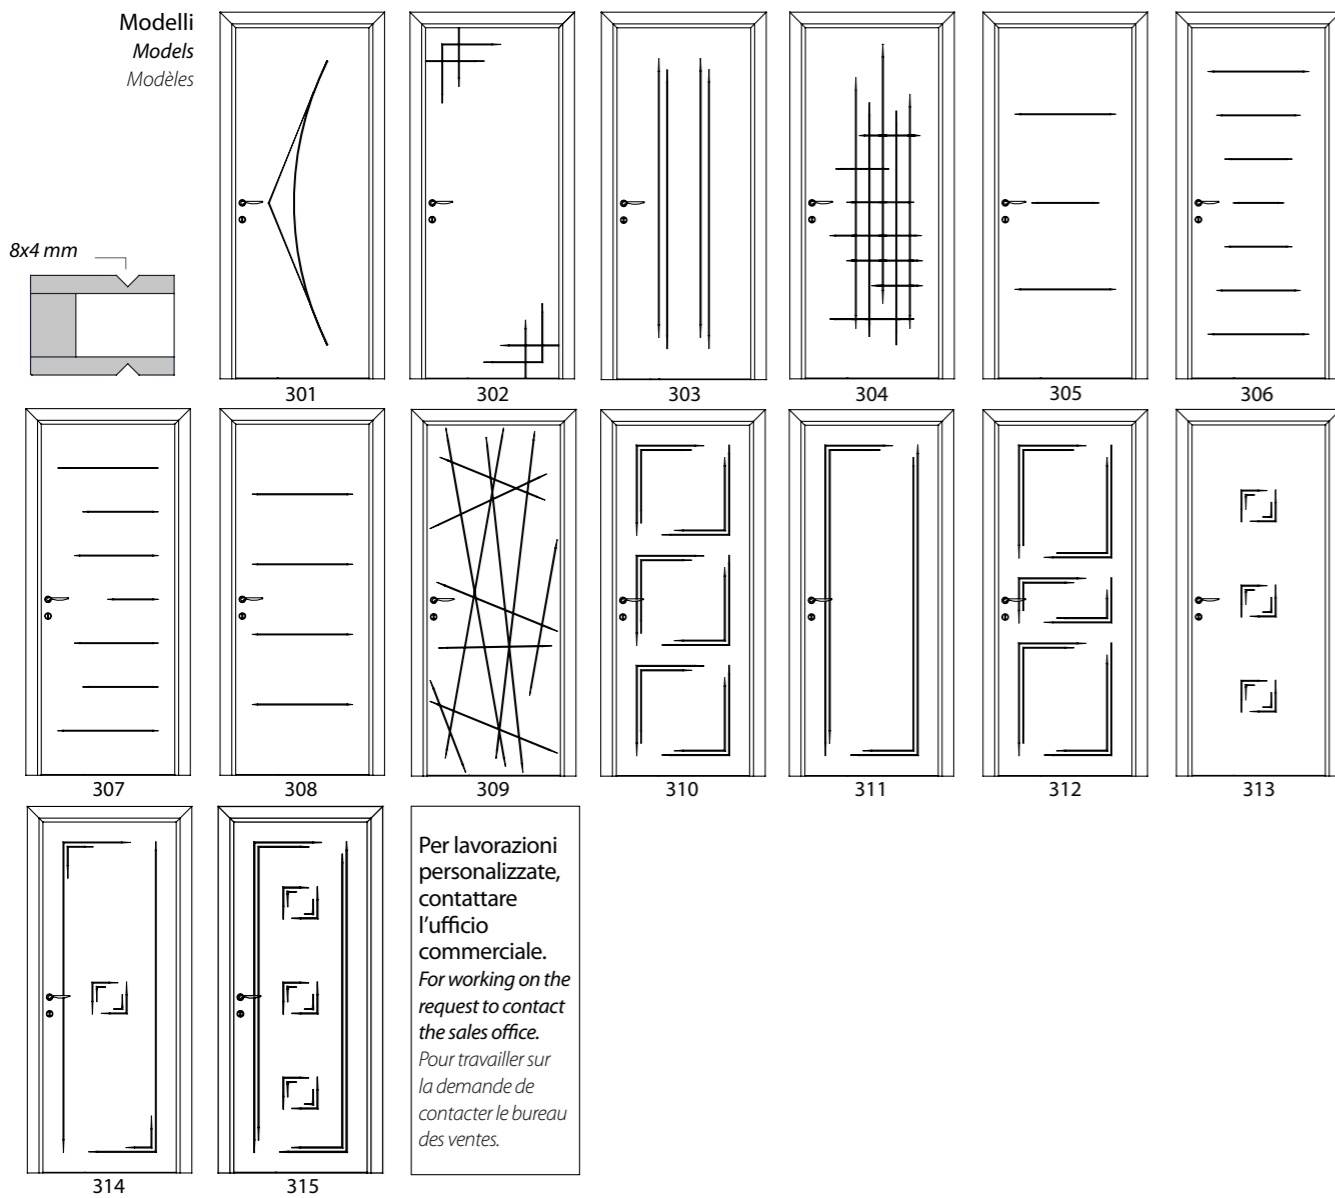 Modelli
Models
Modèles
8x4 mm
301
302
303
304
305
306
307
308
309
310
311
312
313
Per lavorazioni
personalizzate,
contattare
l'ufficio
commerciale.
For working on the
request to contact
the sales office.
Pour travailler sur
la demande de
contacter le bureau
des ventes.
314
315